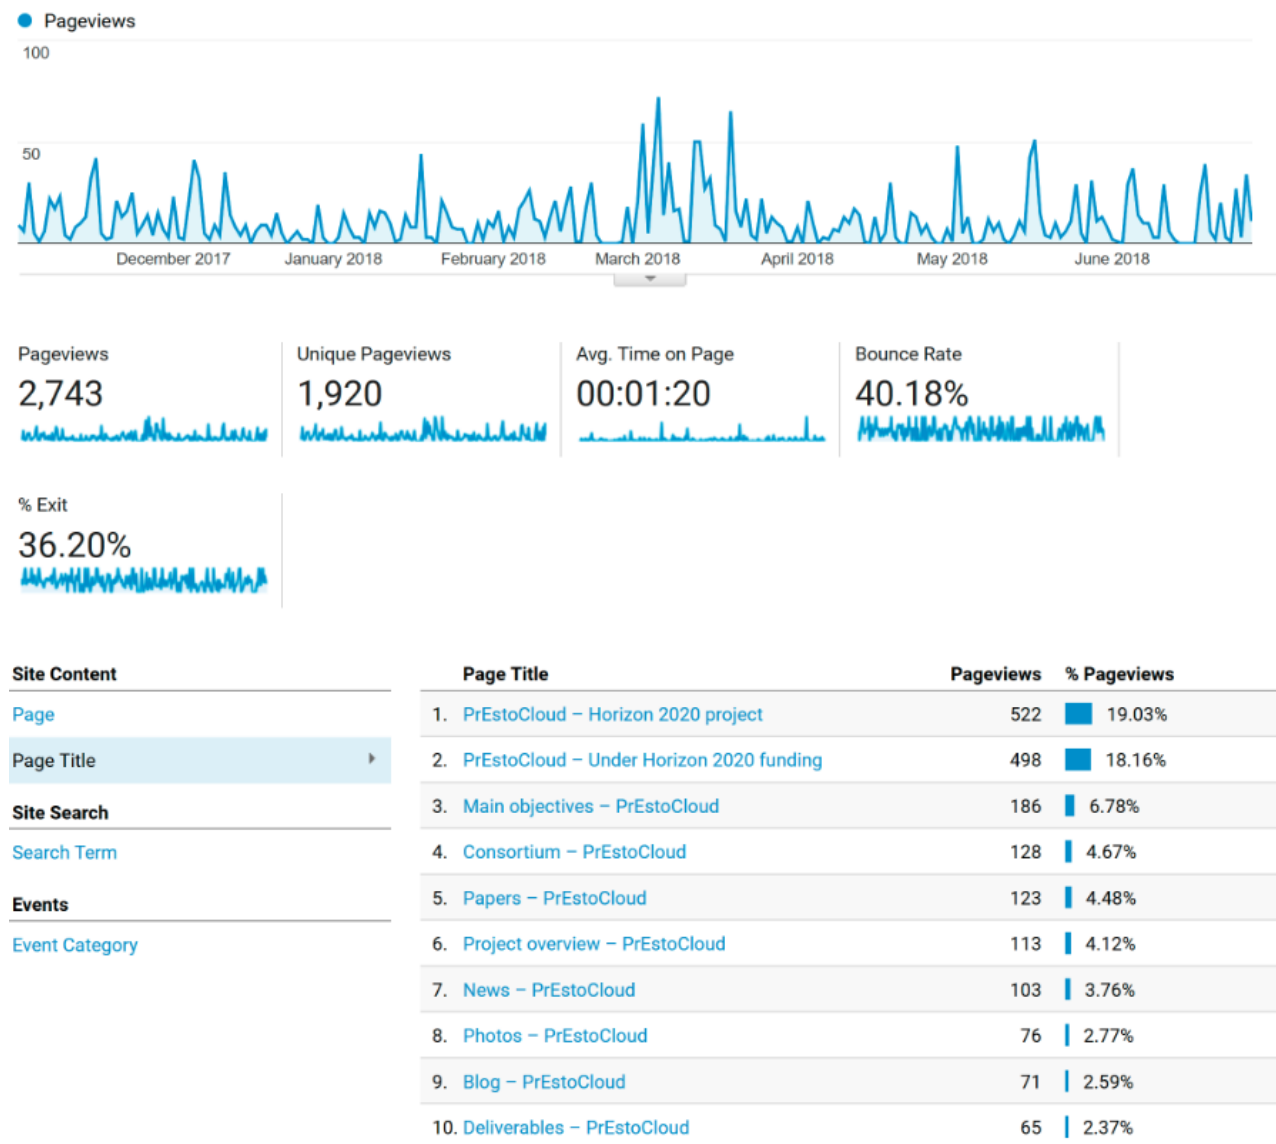 Pageviews
100
50
December 2017 January 2018 February 2018 March 2018 April 2018 May 2018 June 2018
Pageviews Unique Pageviews Avg. Time on Page Bounce Rate
2,743 1,920 00:01:20 40.18%
% Exit
36.20%
Site Content
Page
Page Title
Site Search
Search Term
Events
Event Category
Page Title Pageviews % Pageviews
1. PrEstoCloud – Horizon 2020 project 522 19.03%
2. PrEstoCloud – Under Horizon 2020 funding 498 18.16%
3. Main objectives – PrEstoCloud 186 6.78%
4. Consortium – PrEstoCloud 128 4.67%
5. Papers – PrEstoCloud 123 4.48%
6. Project overview – PrEstoCloud 113 4.12%
7. News – PrEstoCloud 103 3.76%
8. Photos – PrEstoCloud 76 2.77%
9. Blog – PrEstoCloud 71 2.59%
10. Deliverables – PrEstoCloud 65 2.37%